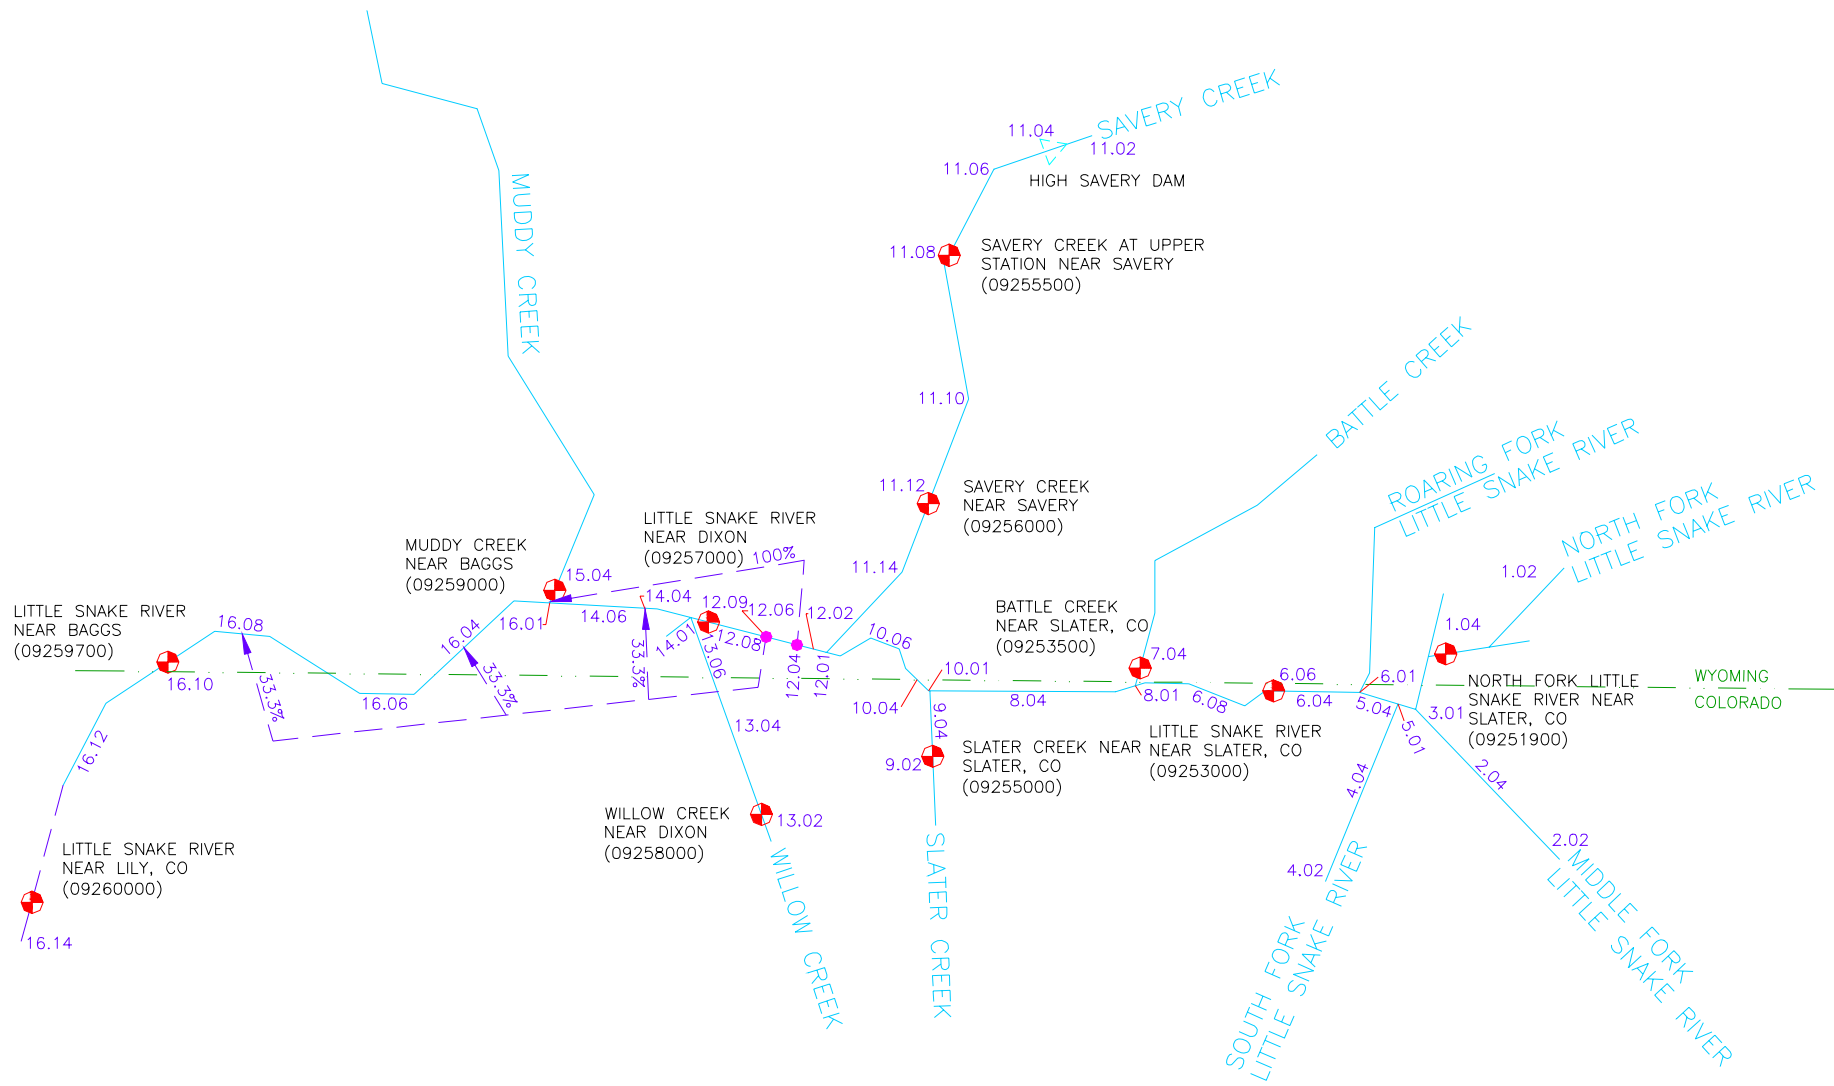 SAVERY CREEK
11.04
11.02
11.06
HIGH SAVERY DAM
MUDDY CREEK
11.08
SAVERY CREEK AT UPPER
STATION NEAR SAVERY
(09255500)
BATTLE CREEK
11.10
ROARING FORK
LITTLE SNAKE RIVER
NORTH FORK
LITTLE SNAKE RIVER
11.12
SAVERY CREEK
NEAR SAVERY
(09256000)
LITTLE SNAKE RIVER
NEAR DIXON
(09257000)
100%
MUDDY CREEK
NEAR BAGGS
(09259000)
15.04
11.14
1.02
1.04
LITTLE SNAKE RIVER
NEAR BAGGS
(09259700)
16.08
16.04
16.01
14.06
14.04
12.09
12.06
12.02
14.01
13.06
12.08
12.04
12.01
10.06
BATTLE CREEK
NEAR SLATER, CO
(09253500)
7.04
10.01
10.04
8.04
8.01
6.08
6.06
6.04
6.01
5.04
5.01
3.01
NORTH FORK LITTLE
SNAKE RIVER NEAR
SLATER, CO
(09251900)
WYOMING
COLORADO
16.10
33.3%
33.3%
33.3%
16.06
16.12
13.04
9.04
9.02
SLATER CREEK NEAR
SLATER, CO
(09255000)
LITTLE SNAKE RIVER
NEAR SLATER, CO
(09253000)
4.04
2.04
WILLOW CREEK
NEAR DIXON
(09258000)
13.02
2.02
4.02
LITTLE SNAKE RIVER
NEAR LILY, CO
(09260000)
16.14
WILLOW CREEK
SLATER CREEK
SOUTH FORK
LITTLE SNAKE RIVER
MIDDLE FORK
LITTLE SNAKE RIVER